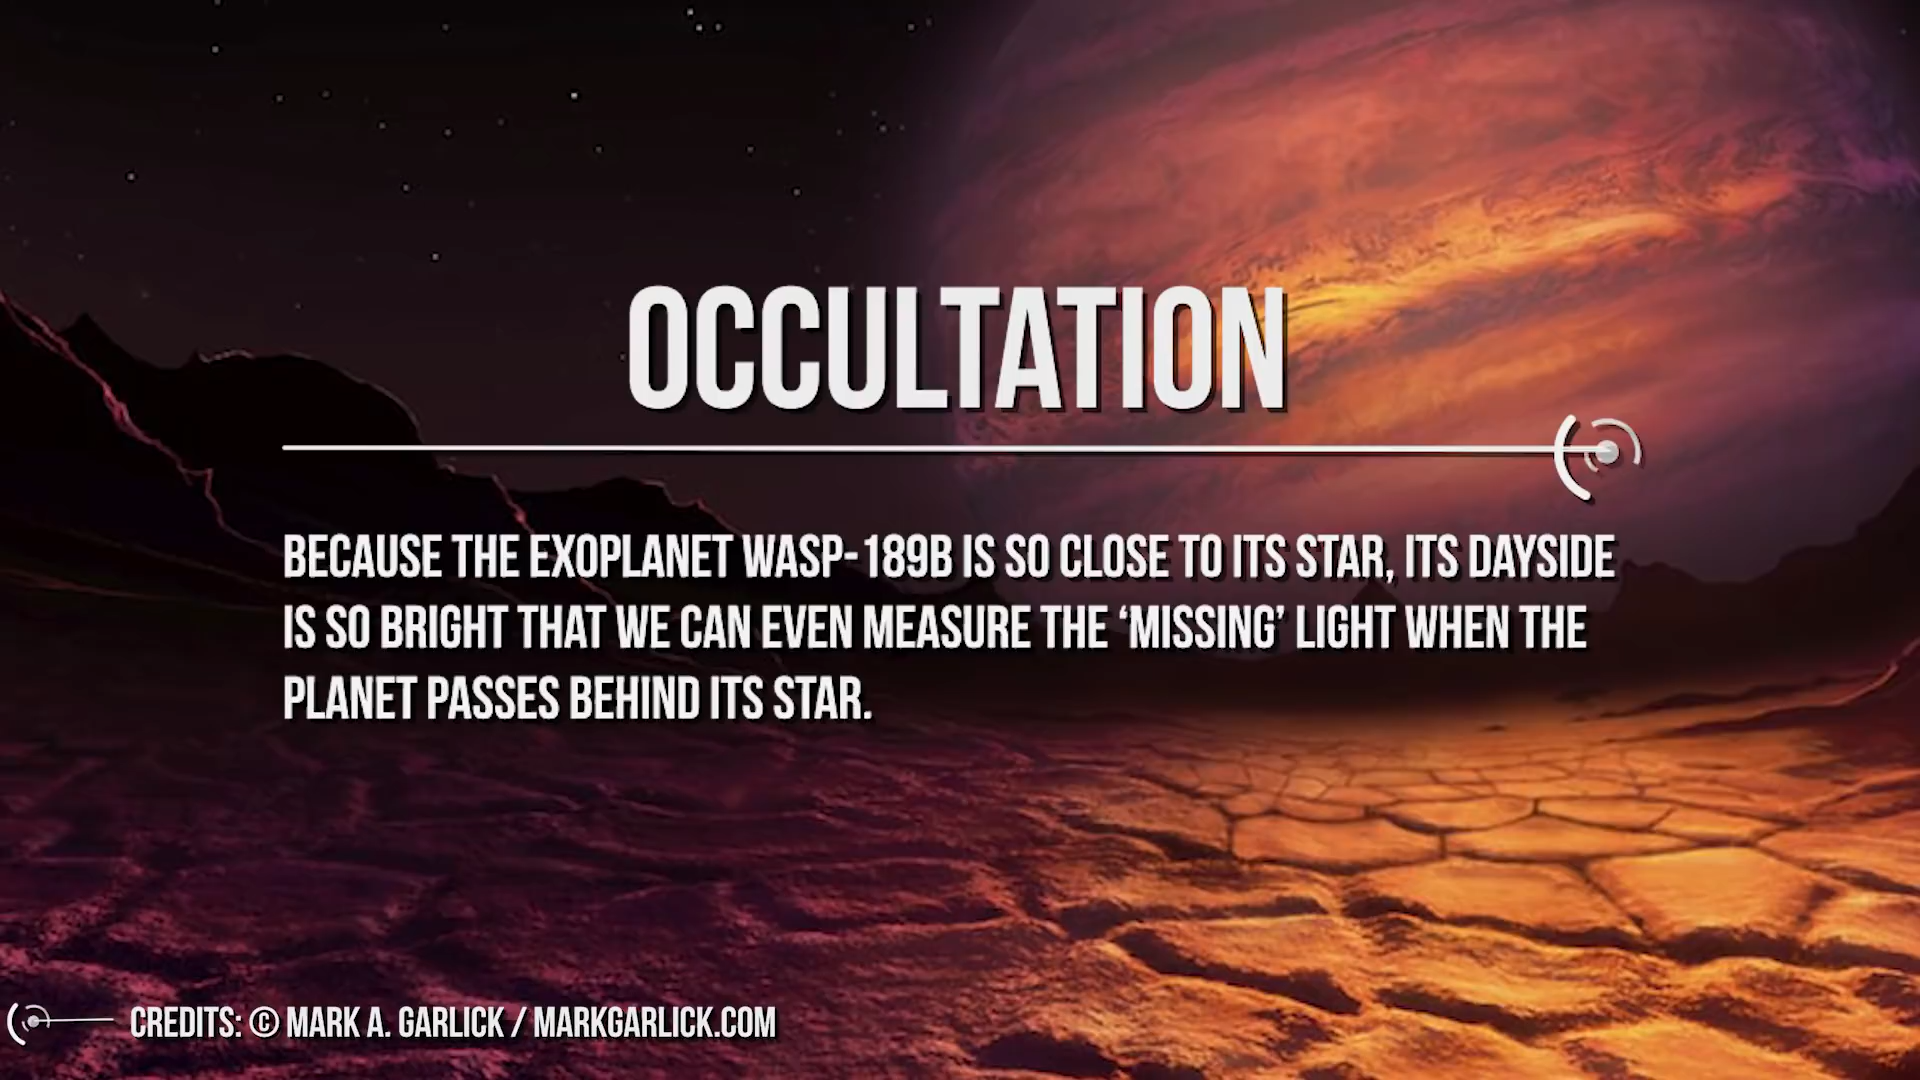 OCCULTATION
BECAUSE THE EXOPLANET WASP-189B IS SO CLOSE TO ITS STAR, ITS DAYSIDE
IS SO BRIGHT THAT WE CAN EVEN MEASURE THE ‘MISSING’ LIGHT WHEN THE
PLANET PASSES BEHIND ITS STAR.
CREDITS: © MARK A. GARLICK / MARKGARLICK.COM